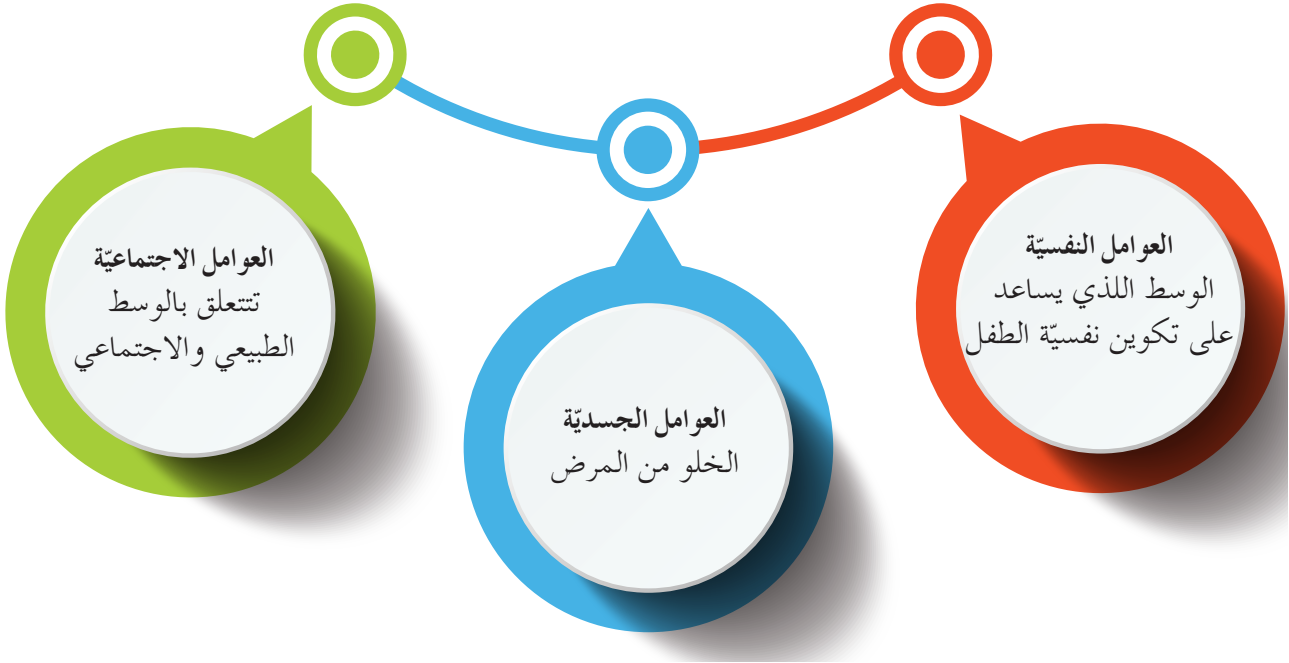 العوامل النفسيّة
الوسط اللذي يساعد
على تكوين نفسيّة الطفل
العوامل الجسديّة
الخلو من المرض
العوامل الاجتماعيّة
تتتعلق بالوسط
الطبيعي والاجتماعي